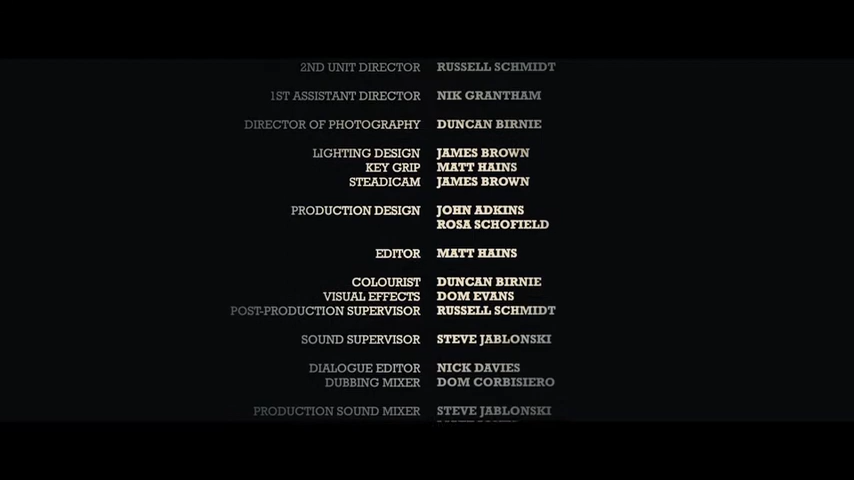 2ND UNIT DIRECTOR RUSSELL SCHMIDT
1ST ASSISTANT DIRECTOR NIK GRANTHAM
DIRECTOR OF PHOTOGRAPHY DUNCAN BIRNIE
LIGHTING DESIGN JAMES BROWN
KEY GRIP MATT HAINS
STEADICAM JAMES BROWN
PRODUCTION DESIGN JOHN ADKINS
ROSA SCHOFIELD
EDITOR MATT HAINS
COLOURIST DUNCAN BIRNIE
VISUAL EFFECTS DOM EVANS
POST-PRODUCTION SUPERVISOR RUSSELL SCHMIDT
SOUND SUPERVISOR STEVE JABLONSKI
DIALOGUE EDITOR NICK DAVIES
DUBBING MIXER DOM CORBISIERO
PRODUCTION SOUND MIXER STEVE JABLONSKI